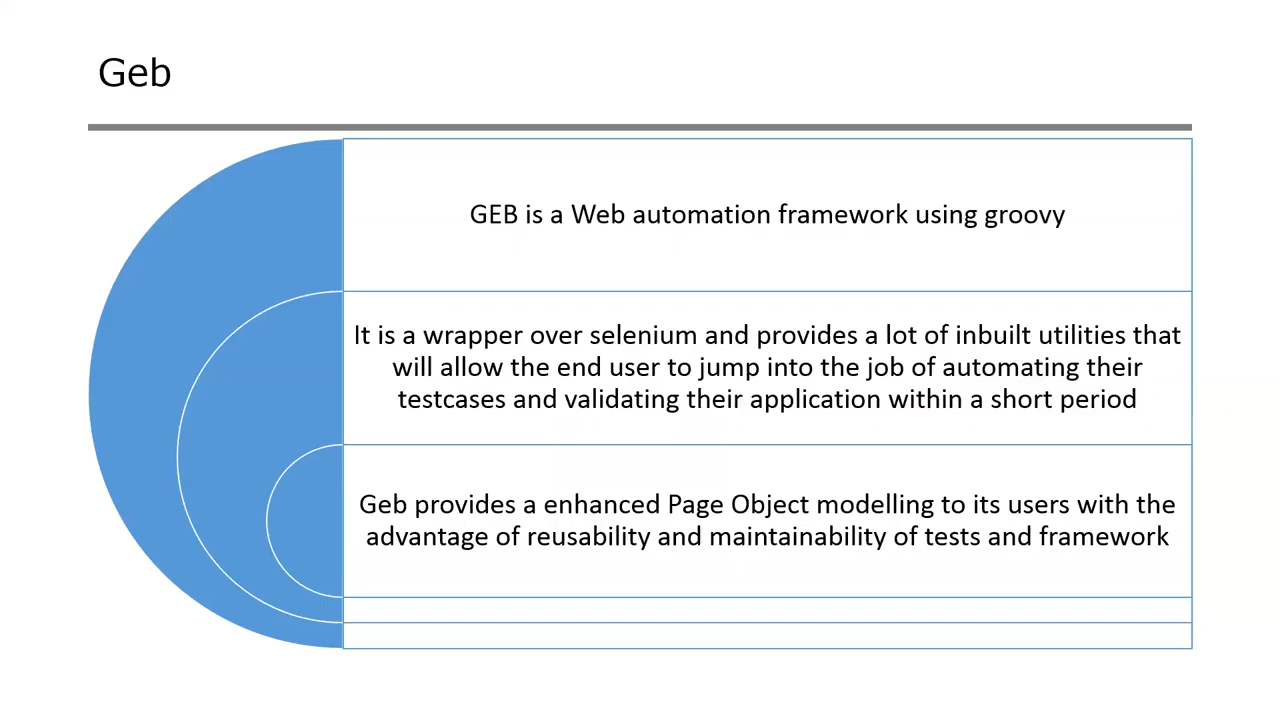 Geb
GEB is a Web automation framework using groovy
It is a wrapper over selenium and provides a lot of inbuilt utilities that
will allow the end user to jump into the job of automating their
testcases and validating their application within a short period
Geb provides a enhanced Page Object modelling to its users with the
advantage of reusability and maintainability of tests and framework